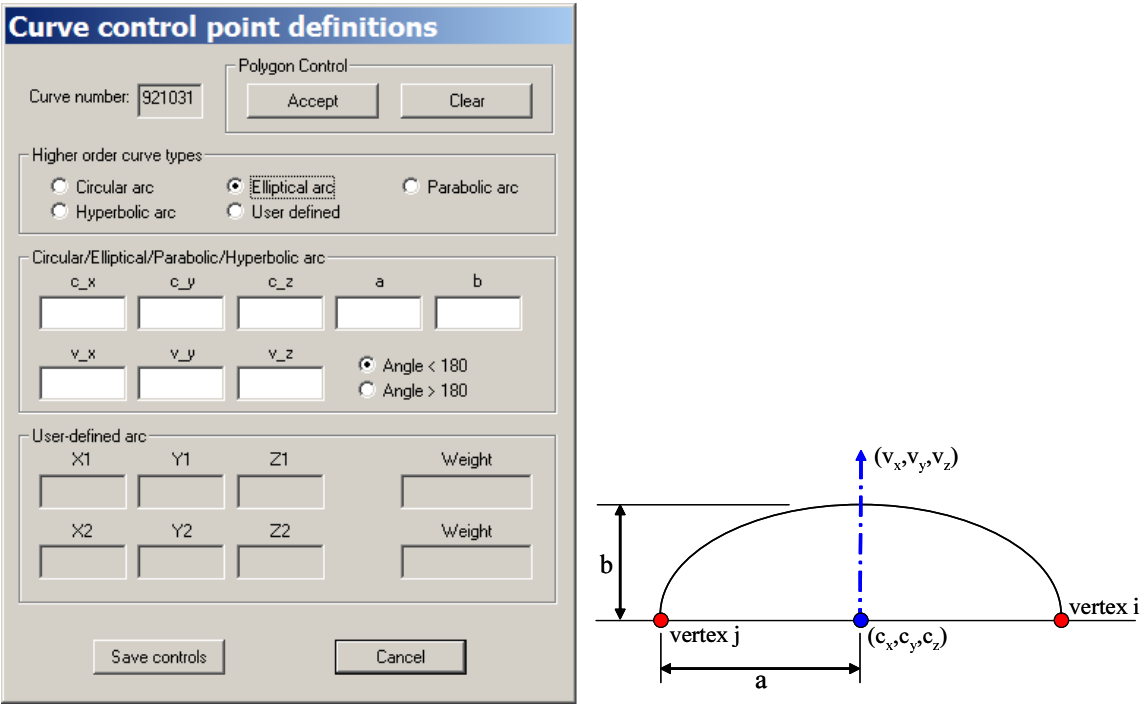 Curve control point definitions
Polygon Control
Curve number: 921031
Accept Clear
Higher order curve types
Circular arc Elliptical arc Parabolic arc
Hyperbolic arc User defined
Circular/Elliptical/Parabolic/Hyperbolic arc
c_x c_y c_z a b
v_x v_y v_z
Angle < 180
Angle > 180
User-defined arc
X1 Y1 Z1 Weight
X2 Y2 Z2 Weight
Save controls Cancel
(vx,vy,vz)
b
vertex i
vertex j
(cx,cy,cz)
a